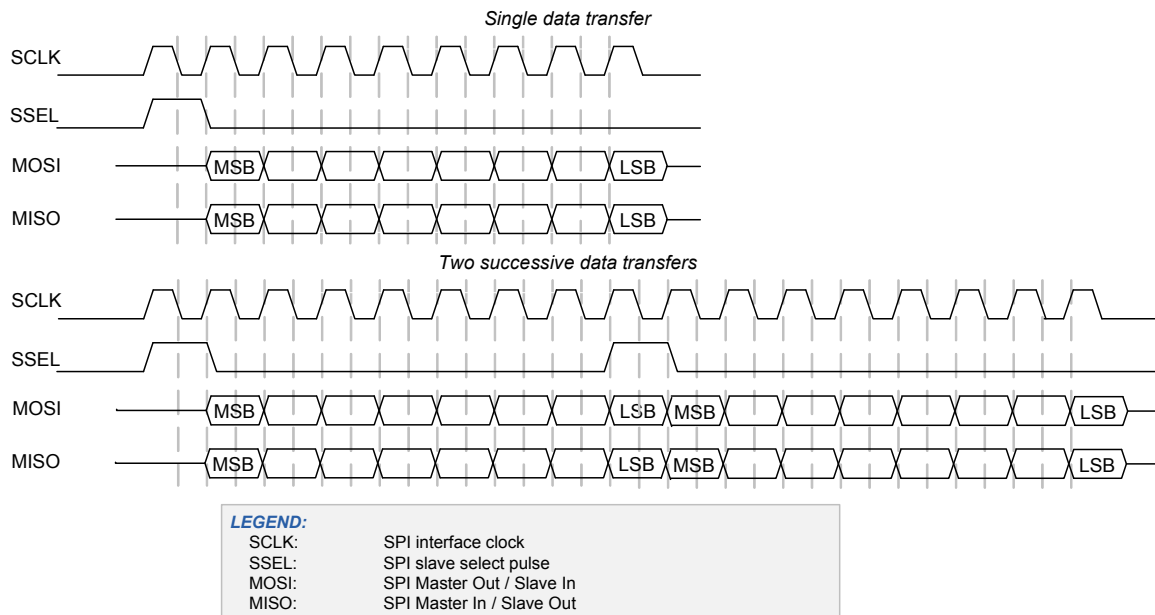 Single data transfer
SCLK
SSEL
MOSI MSB LSB
MISO MSB LSB
Two successive data transfers
SCLK
SSEL
MOSI MSB LSB MSB LSB
MISO MSB LSB MSB LSB
LEGEND:
SCLK: SPI interface clock
SSEL: SPI slave select pulse
MOSI: SPI Master Out / Slave In
MISO: SPI Master In / Slave Out